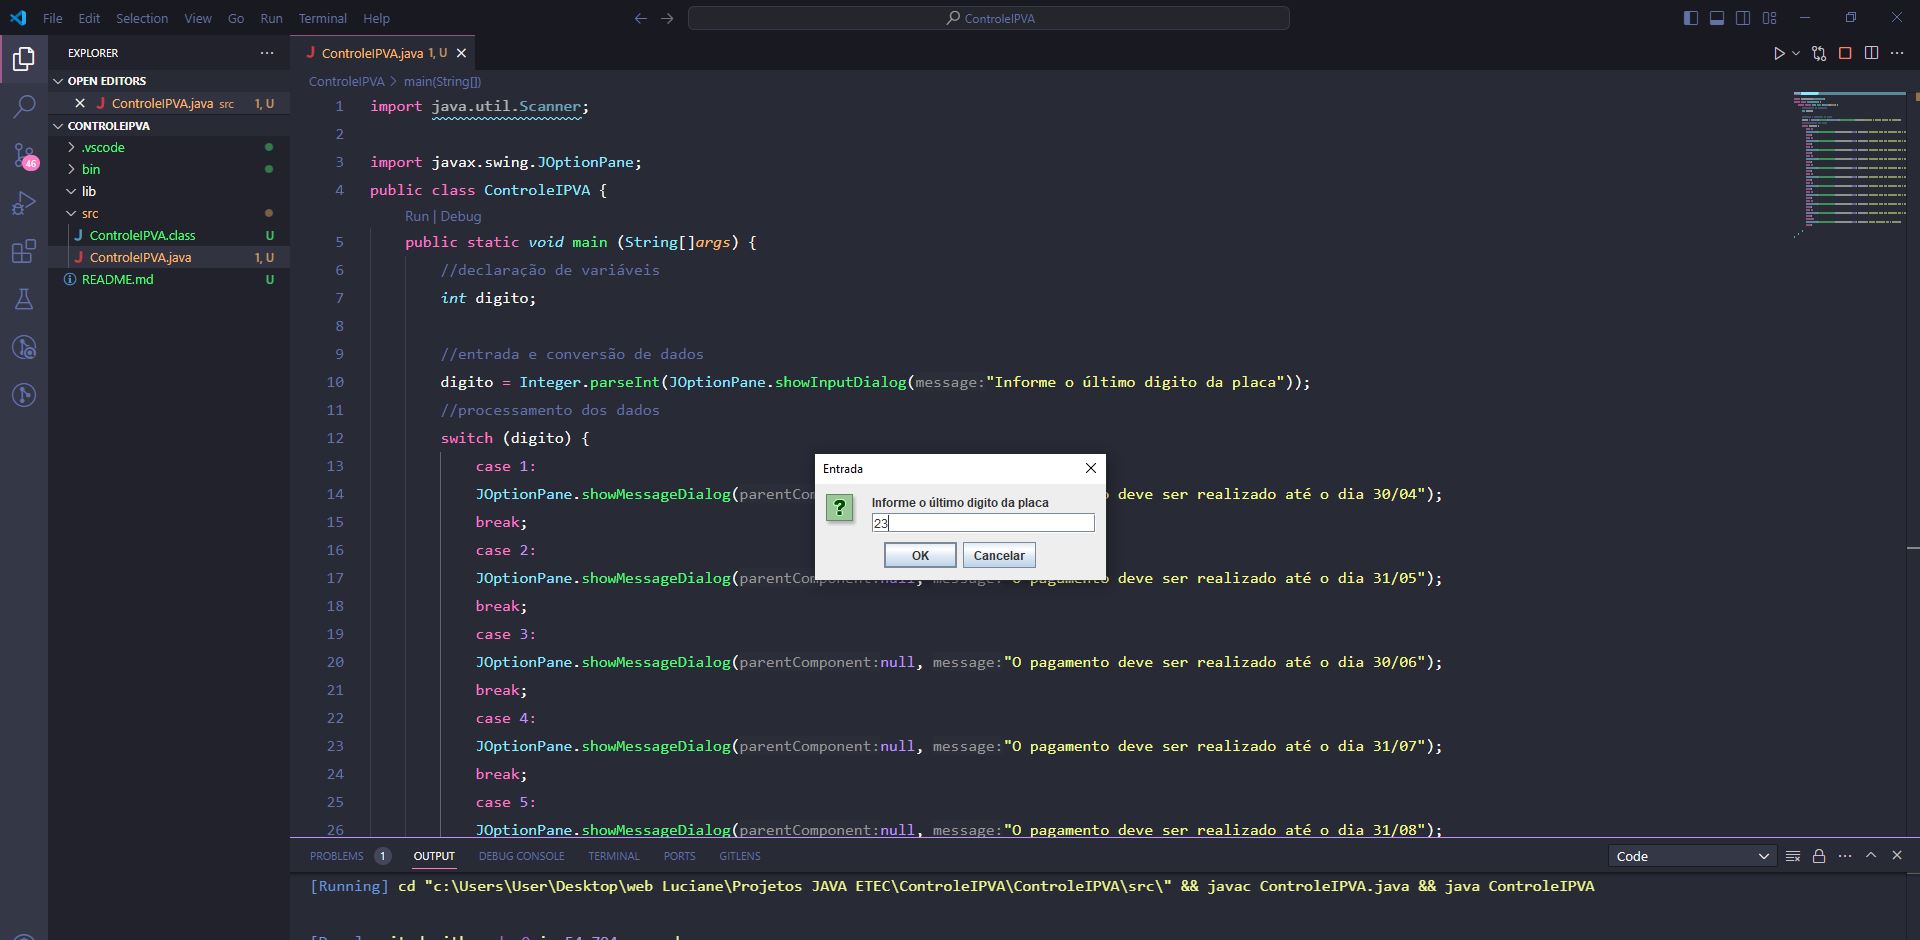 File Edit Selection View Go Run Terminal Help
ControleIPVA
EXPLORER
OPEN EDITORS
ControleIPVA.java src 1, U
CONTROLEIPVA
.vscode
bin
lib
src
ControleIPVA.class U
ControleIPVA.java 1, U
README.md U
46
ControleIPVA.java 1, U
ControleIPVA > main(String[])
1 import java.util.Scanner;
2
3 import javax.swing.JOptionPane;
4 public class ControleIPVA {
Run | Debug
5 public static void main (String[]args) {
6 //declaração de variáveis
7 int digito;
8
9 //entrada e conversão de dados
10 digito = Integer.parseInt(JOptionPane.showInputDialog(message:"Informe o último digito da placa"));
11 //processamento dos dados
12 switch (digito) {
13 case 1:
14 JOptionPane.showMessageDialog( deve ser realizado até o dia 30/04");
15 break;
16 case 2:
17 JOptionPane.showMessageDialog( deve ser realizado até o dia 31/05");
18 break;
19 case 3:
20 JOptionPane.showMessageDialog(parentComponent:null, message:"O pagamento deve ser realizado até o dia 30/06");
21 break;
22 case 4:
23 JOptionPane.showMessageDialog(parentComponent:null, message:"O pagamento deve ser realizado até o dia 31/07");
24 break;
25 case 5:
26 JOptionPane.showMessageDialog(parentComponent:null, message:"O pagamento deve ser realizado até o dia 31/08");
Entrada
Informe o último digito da placa
23
OK Cancelar
PROBLEMS 1 OUTPUT DEBUG CONSOLE TERMINAL PORTS GITLENS
Code
[Running] cd "c:\Users\User\Desktop\web Luciane\Projetos JAVA ETEC\ControleIPVA\ControleIPVA\src\" && javac ControleIPVA.java && java ControleIPVA